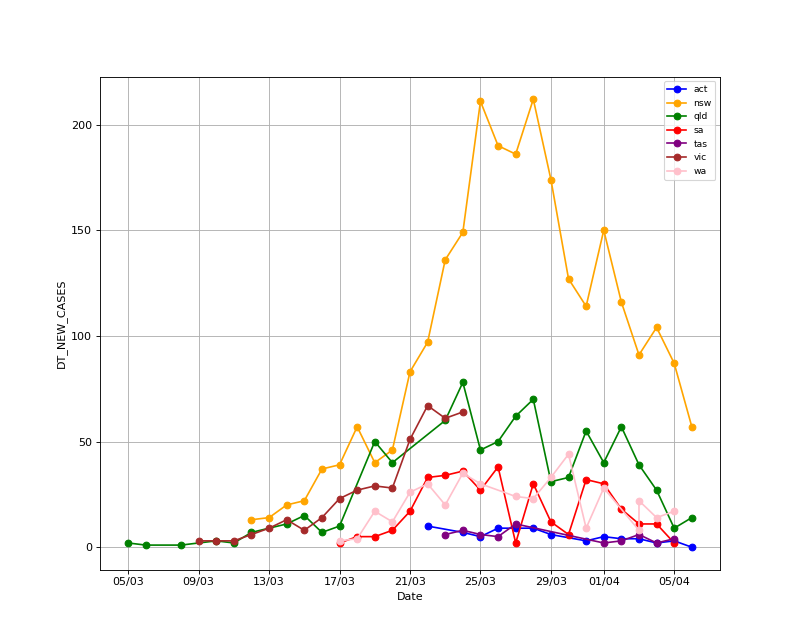 act
nsw
qld
sa
tas
vic
wa
200
150
100
50
0
DT_NEW_CASES
05/03 09/03 13/03 17/03 21/03 25/03 29/03 01/04 05/04
Date